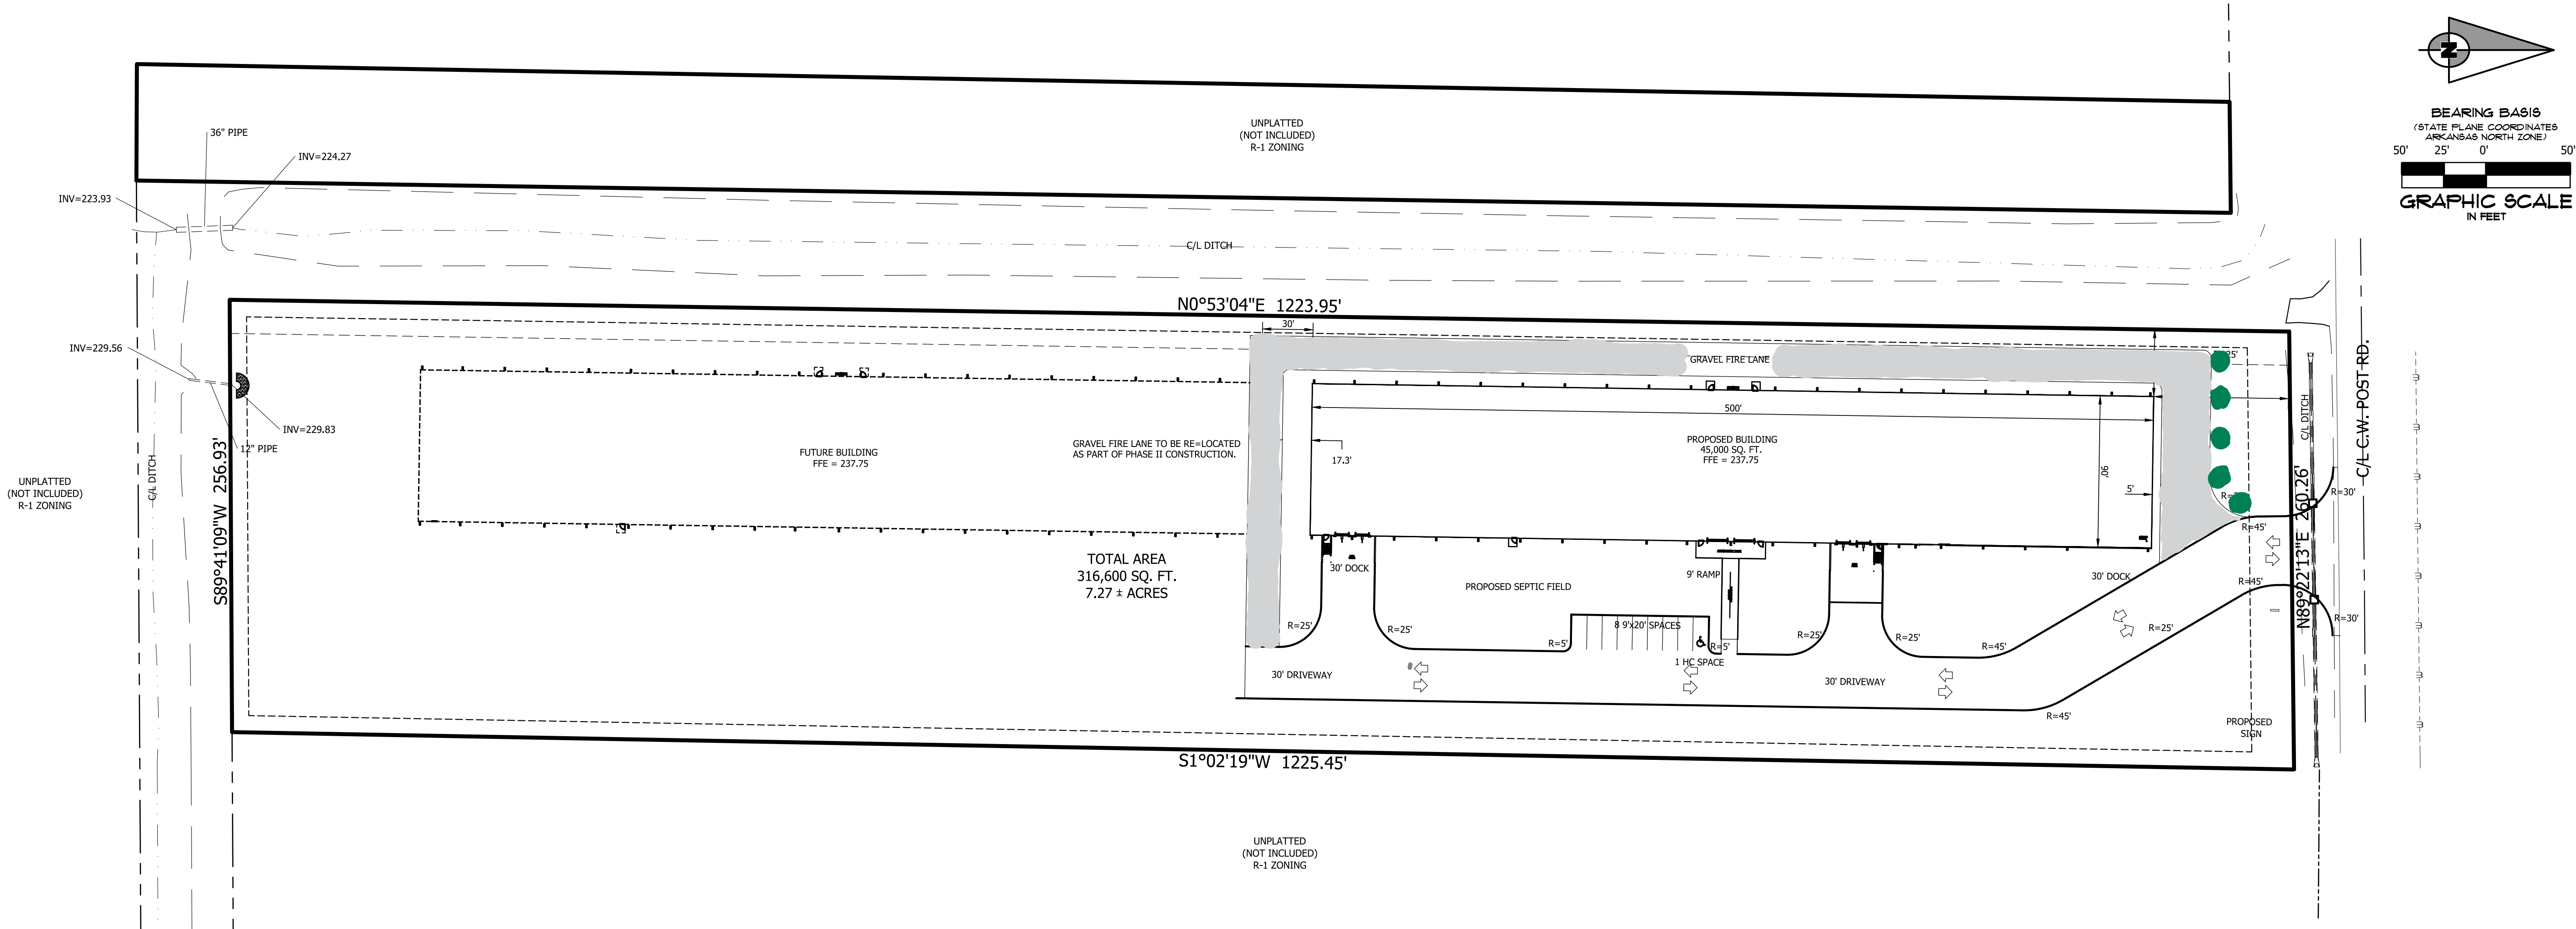 N
BEARING BASIS
(STATE PLANE COORDINATES
ARKANSAS NORTH ZONE)
50' 25' 0' 50'
GRAPHIC SCALE
IN FEET
UNPLATTED
(NOT INCLUDED)
R-1 ZONING
36" PIPE
INV=224.27
INV=223.93
C/L DITCH
N0°53'04"E 1223.95'
30'
INV=229.56
INV=229.83
12" PIPE
S89°41'09"W 256.93'
C/L DITCH
UNPLATTED
(NOT INCLUDED)
R-1 ZONING
FUTURE BUILDING
FFE = 237.75
GRAVEL FIRE LANE TO BE RE=LOCATED
AS PART OF PHASE II CONSTRUCTION.
GRAVEL FIRE LANE
500'
17.3'
PROPOSED BUILDING
45,000 SQ. FT.
FFE = 237.75
90'
5'
C/L DITCH
C/L C.W. POST RD.
N89°22'13"E 260.26'
R=30'
R=45'
R=45'
R=30'
TOTAL AREA
316,600 SQ. FT.
7.27 ± ACRES
30' DOCK
PROPOSED SEPTIC FIELD
9' RAMP
30' DOCK
R=25'
R=25'
R=5'
8 9'x20' SPACES
R=5'
R=25'
R=25'
R=45'
R=25'
1 HC SPACE
30' DRIVEWAY
30' DRIVEWAY
R=45'
PROPOSED
SIGN
S1°02'19"W 1225.45'
UNPLATTED
(NOT INCLUDED)
R-1 ZONING